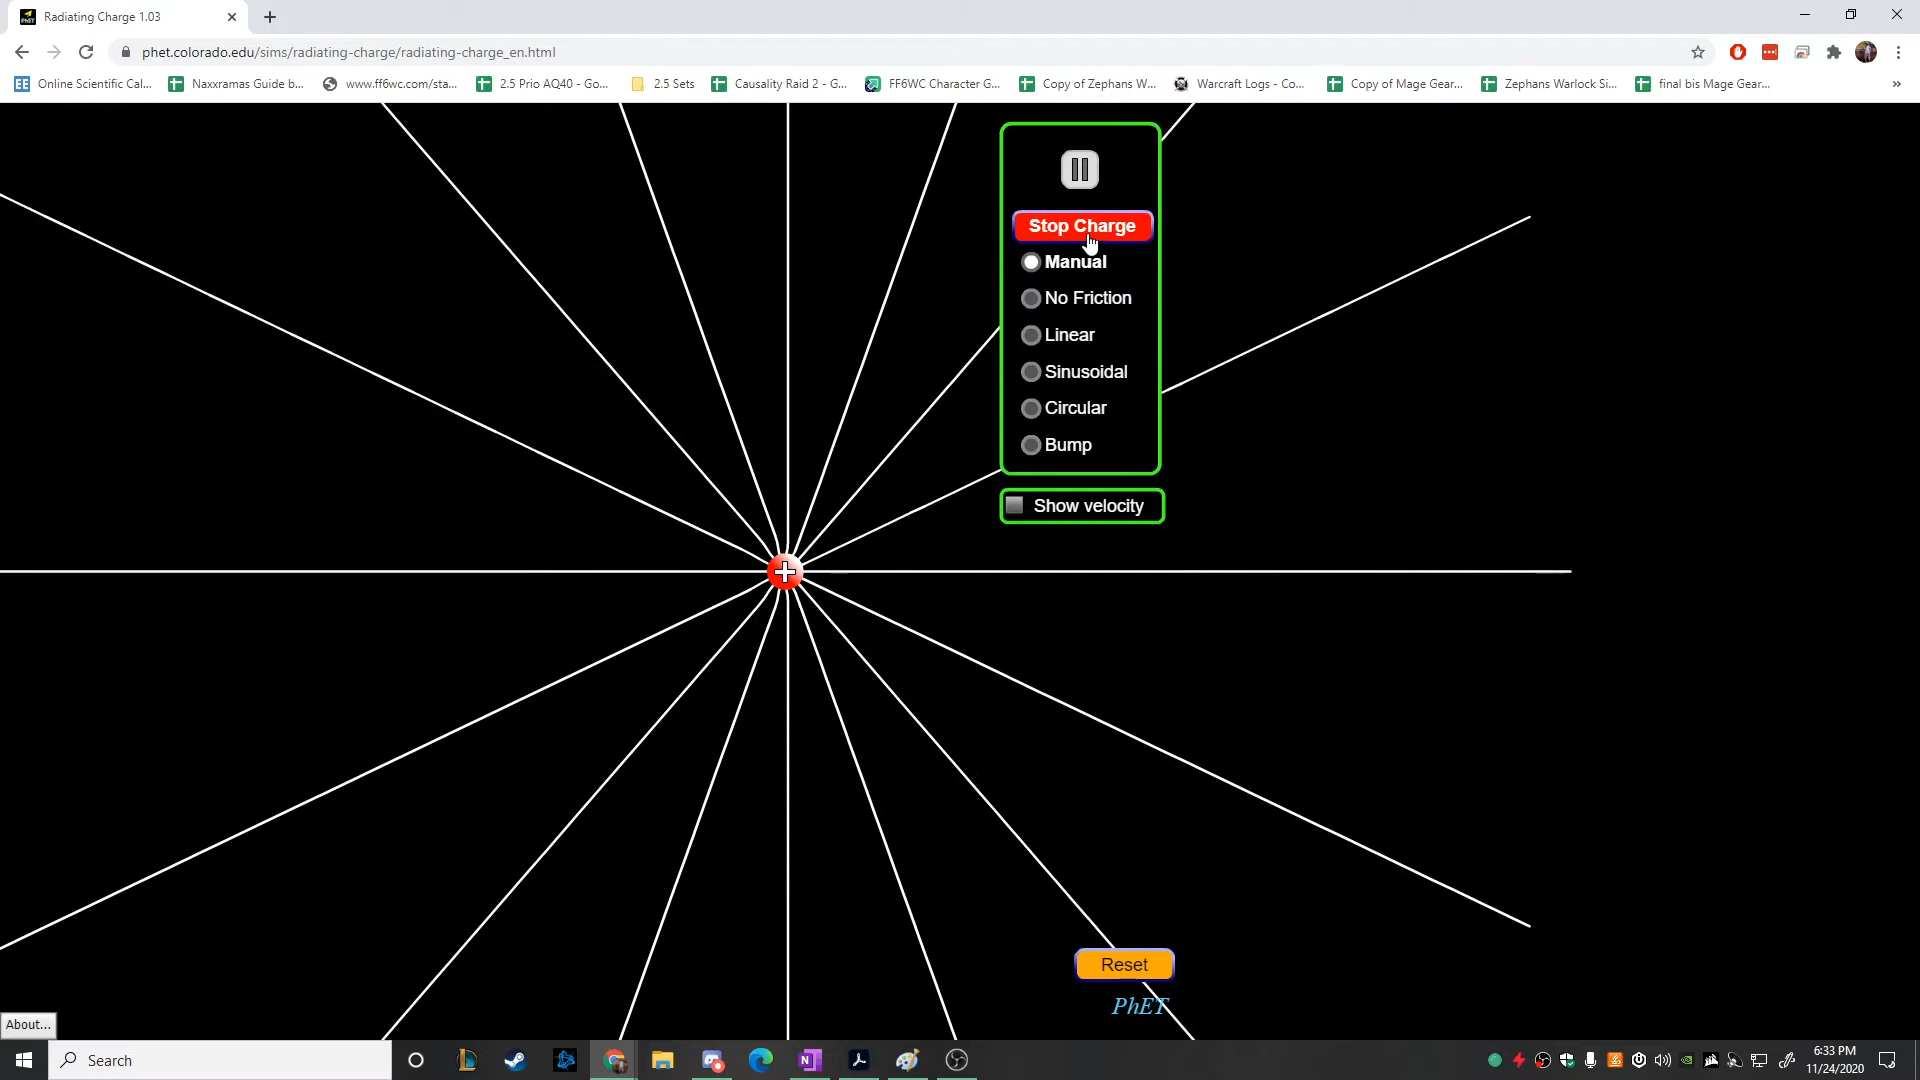 Radiating Charge 1.03
phet.colorado.edu/sims/radiating-charge/radiating-charge_en.html
EE Online Scientific Cal... Naxxramas Guide b... www.ff6wc.com/sta... 2.5 Prio AQ40 - Go... 2.5 Sets Causality Raid 2 - G... FF6WC Character G... Copy of Zephans W... Warcraft Logs - Co... Copy of Mage Gear... Zephans Warlock Si... final bis Mage Gear... »
Stop Charge
Manual
No Friction
Linear
Sinusoidal
Circular
Bump
Show velocity
+
Reset
PhET
About...
Search
6:33 PM
11/24/2020